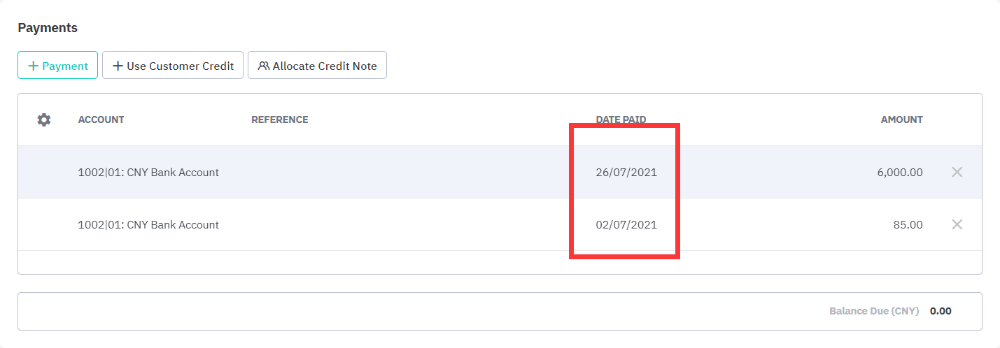 Payments
+ Payment + Use Customer Credit Allocate Credit Note
ACCOUNT REFERENCE DATE PAID AMOUNT
1002|01: CNY Bank Account 26/07/2021 6,000.00
1002|01: CNY Bank Account 02/07/2021 85.00
Balance Due (CNY) 0.00